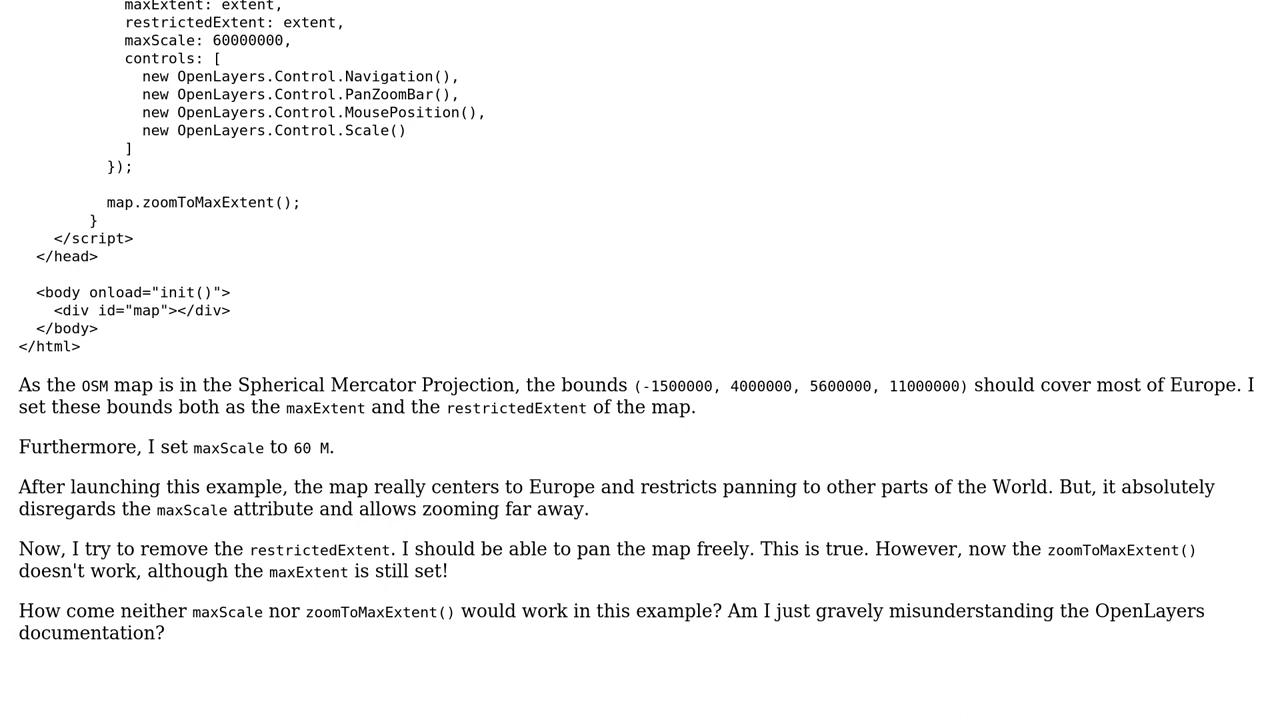 maxExtent: extent,
restrictedExtent: extent,
maxScale: 60000000,
controls: [
new OpenLayers.Control.Navigation(),
new OpenLayers.Control.PanZoomBar(),
new OpenLayers.Control.MousePosition(),
new OpenLayers.Control.Scale()
]
});
map.zoomToMaxExtent();
}
</script>
</head>
<body onload="init()">
<div id="map"></div>
</body>
</html>
As the OSM map is in the Spherical Mercator Projection, the bounds (-1500000, 4000000, 5600000, 11000000) should cover most of Europe. I
set these bounds both as the maxExtent and the restrictedExtent of the map.
Furthermore, I set maxScale to 60 M.
After launching this example, the map really centers to Europe and restricts panning to other parts of the World. But, it absolutely
disregards the maxScale attribute and allows zooming far away.
Now, I try to remove the restrictedExtent. I should be able to pan the map freely. This is true. However, now the zoomToMaxExtent()
doesn't work, although the maxExtent is still set!
How come neither maxScale nor zoomToMaxExtent() would work in this example? Am I just gravely misunderstanding the OpenLayers
documentation?